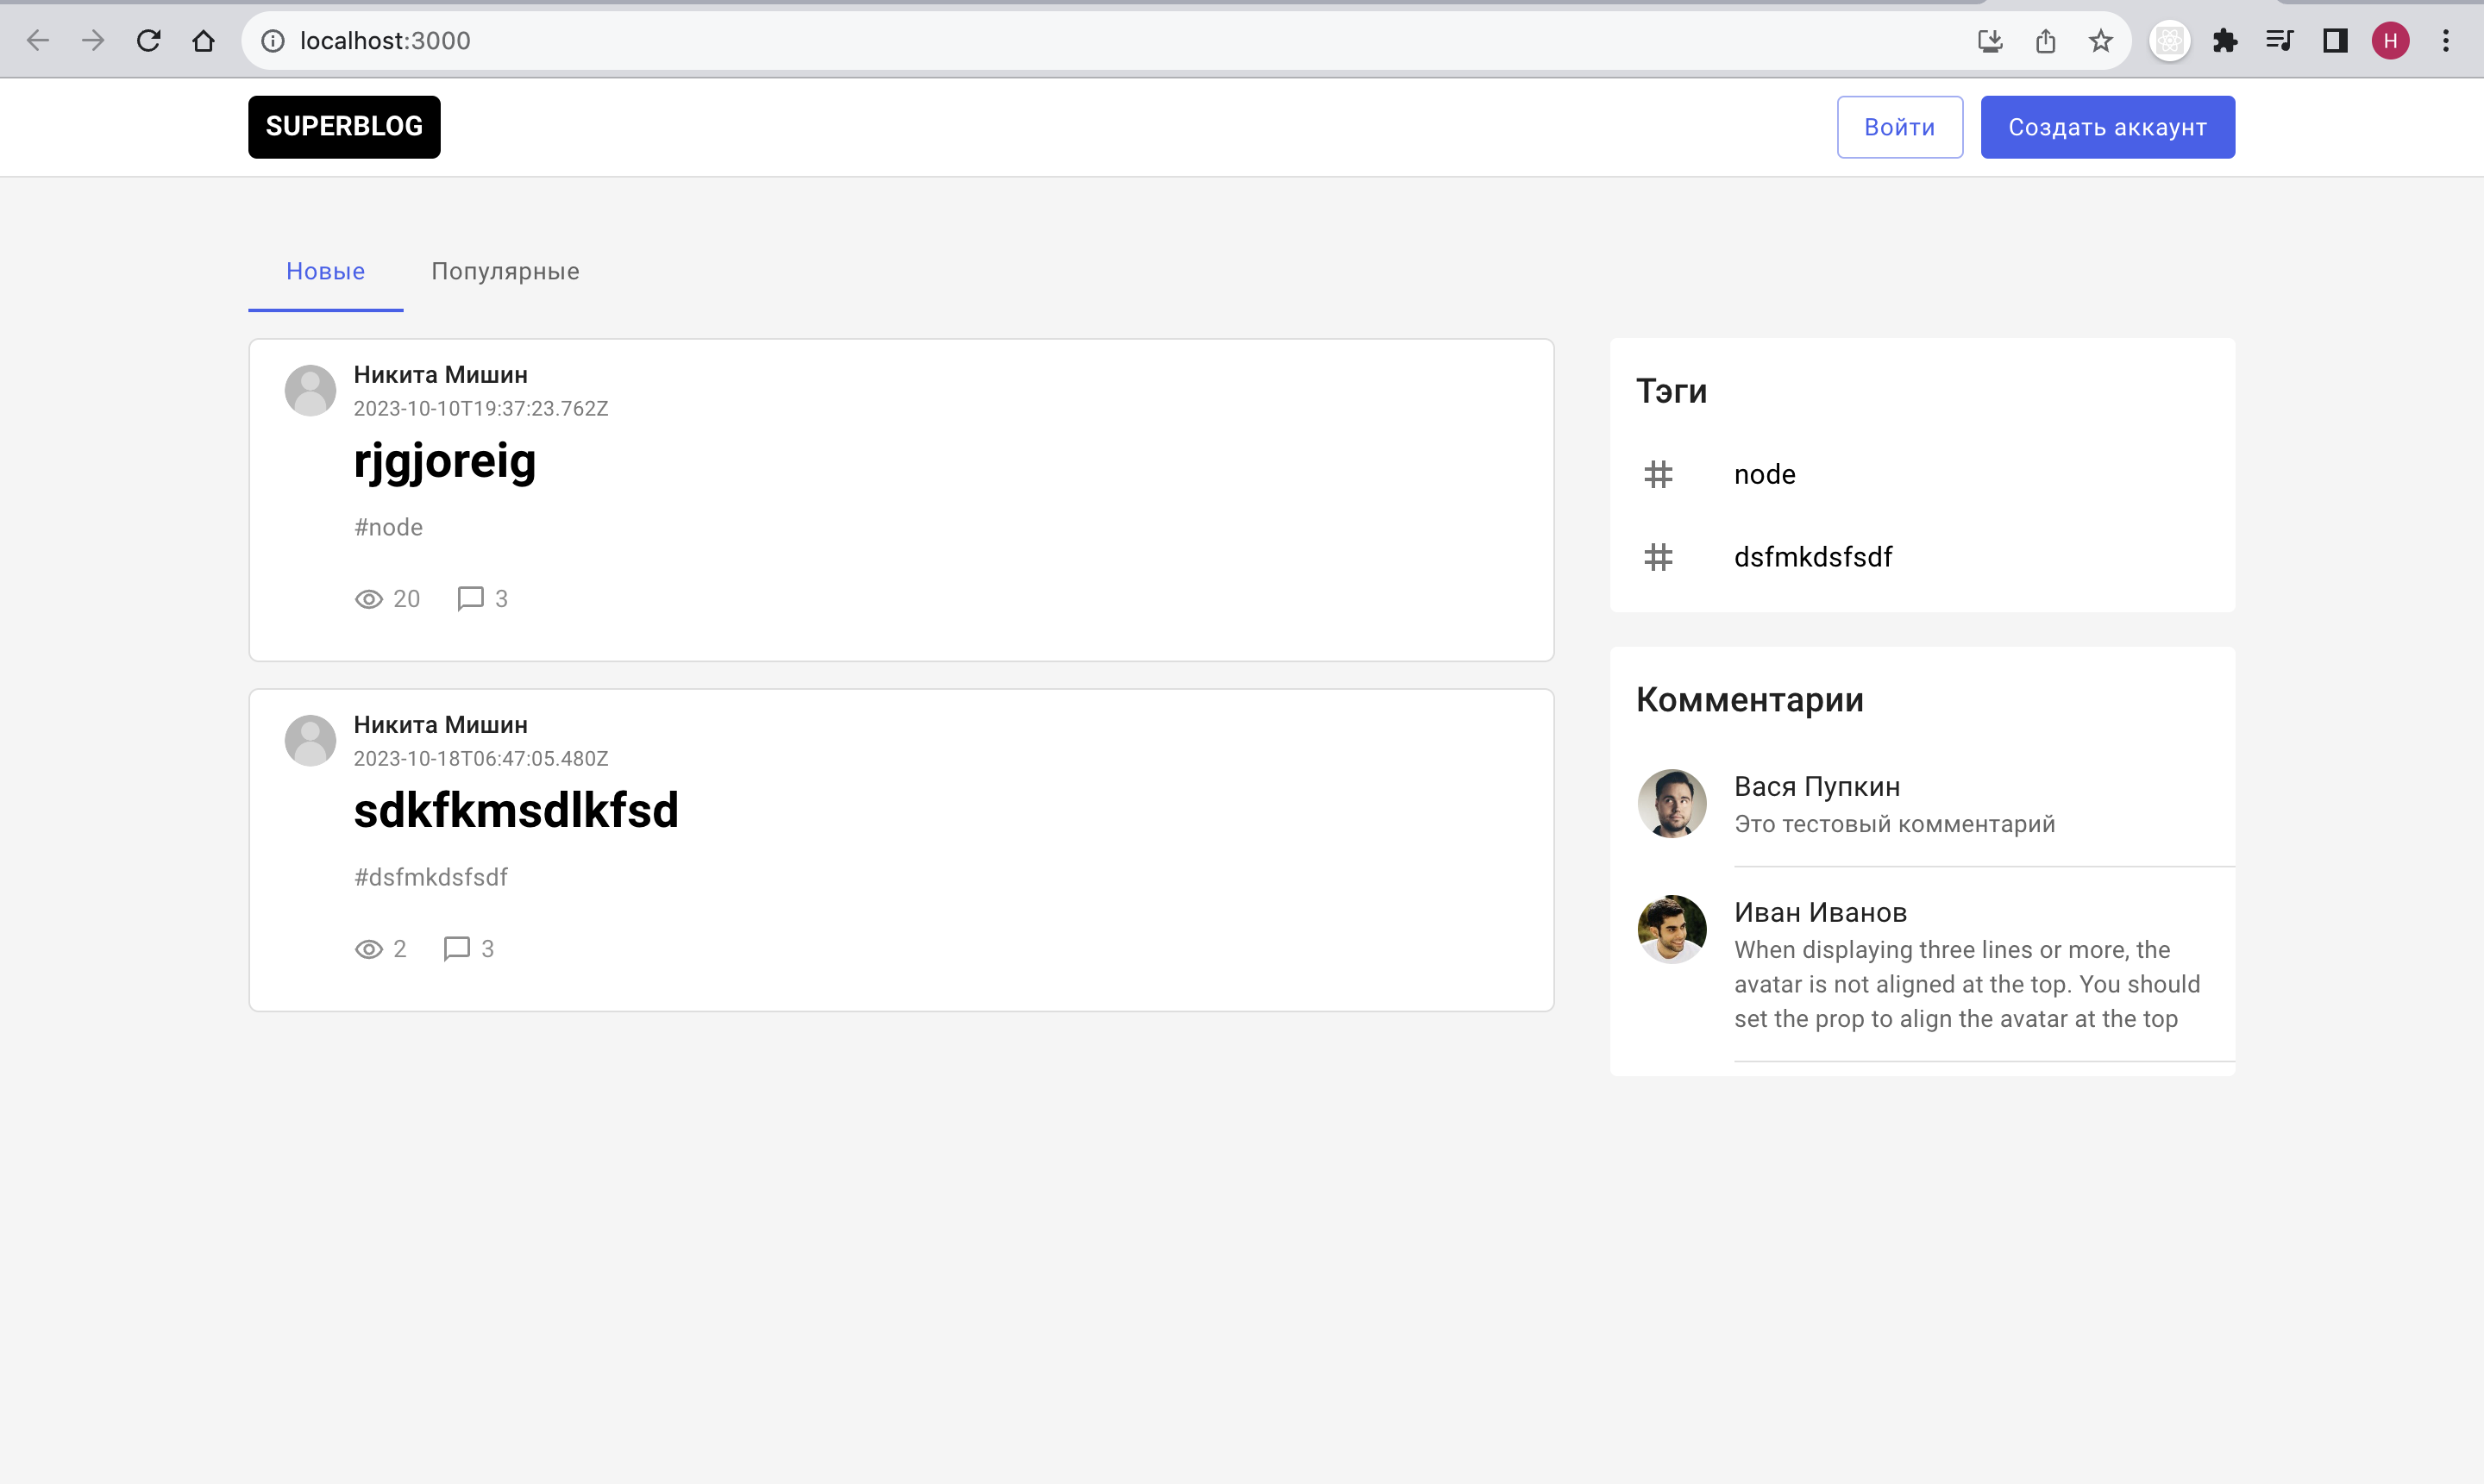 localhost:3000
H
SUPERBLOG
Войти
Создать аккаунт
Новые
Популярные
Никита Мишин
2023-10-10T19:37:23.762Z
rjgjoreig
#node
20
3
Никита Мишин
2023-10-18T06:47:05.480Z
sdkfkmsdlkfsd
#dsfmkdsfsdf
2
3
Тэги
node
dsfmkdsfsdf
Комментарии
Вася Пупкин
Это тестовый комментарий
Иван Иванов
When displaying three lines or more, the
avatar is not aligned at the top. You should
set the prop to align the avatar at the top